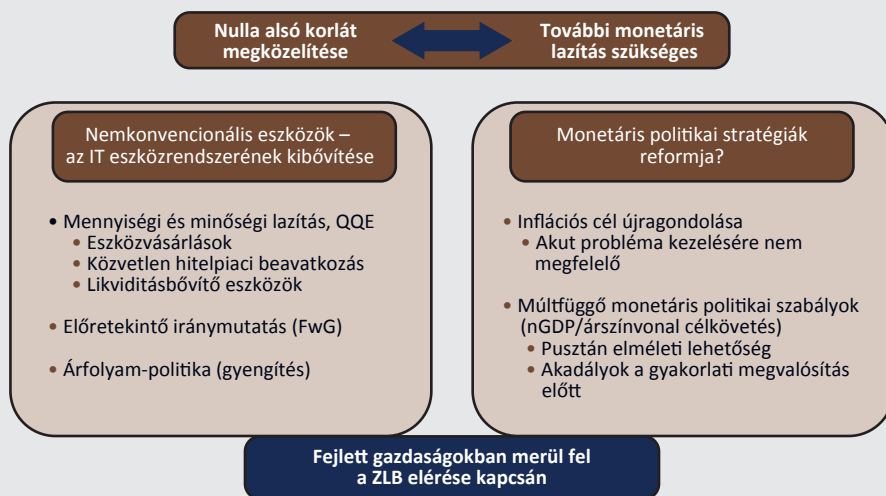 Nulla alsó korlát
megközelítése
További monetáris
lazítás szükséges
Nemkonvencionális eszközök –
az IT eszközrendszerének kibővítése
• Mennyiségi és minőségi lazítás, QQE
• Eszközvásárlások
• Közvetlen hitelpiaci beavatkozás
• Likviditásbővítő eszközök
• Előretekintő iránymutatás (FwG)
• Árfolyam-politika (gyengítés)
Monetáris politikai stratégiák
reformja?
• Inflációs cél újragondolása
• Akut probléma kezelésére nem
megfelelő
• Múltfüggő monetáris politikai szabályok
(nGDP/árszínvonal célkövetés)
• Pusztán elméleti lehetőség
• Akadályok a gyakorlati megvalósítás
előtt
Fejlett gazdaságokban merül fel
a ZLB elérése kapcsán